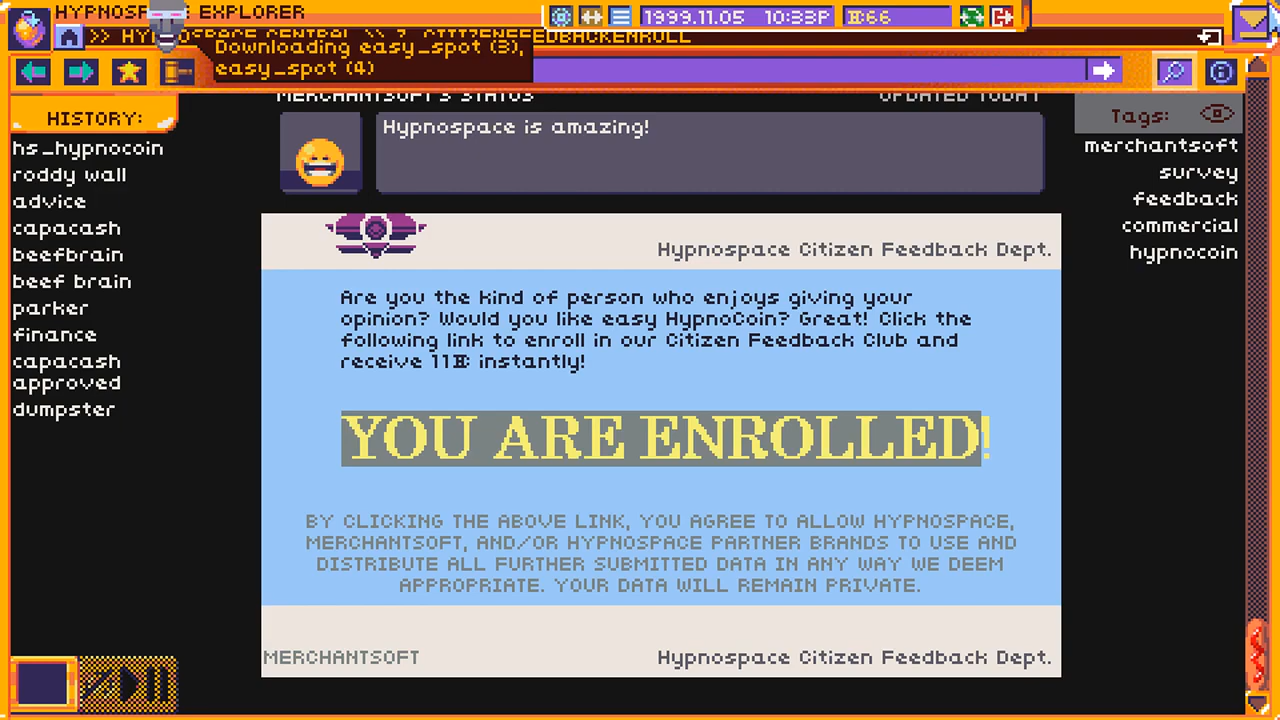 HYPNOSP EXPLORER
1999.11.05 10:33P
66
>> HYPNOSPACE CENTRAL \\ ? CITIZENFEEDBACKENROLL
Downloading easy_spot (3),
easy_spot (4)
HISTORY:
hs_hypnocoin
roddy wall
advice
capacash
beefbrain
beef brain
parker
finance
capacash
approved
dumpster
MERCHANTSOFT'S STATUS
UPDATED TODAY
Hypnospace is amazing!
Hypnospace Citizen Feedback Dept.
Are you the kind of person who enjoys giving your
opinion? Would you like easy HypnoCoin? Great! Click the
following link to enroll in our Citizen Feedback Club and
receive 11 instantly!
YOU ARE ENROLLED!
BY CLICKING THE ABOVE LINK, YOU AGREE TO ALLOW HYPNOSPACE,
MERCHANTSOFT, AND/OR HYPNOSPACE PARTNER BRANDS TO USE AND
DISTRIBUTE ALL FURTHER SUBMITTED DATA IN ANY WAY WE DEEM
APPROPRIATE. YOUR DATA WILL REMAIN PRIVATE.
MERCHANTSOFT
Hypnospace Citizen Feedback Dept.
Tags:
merchantsoft
survey
feedback
commercial
hypnocoin